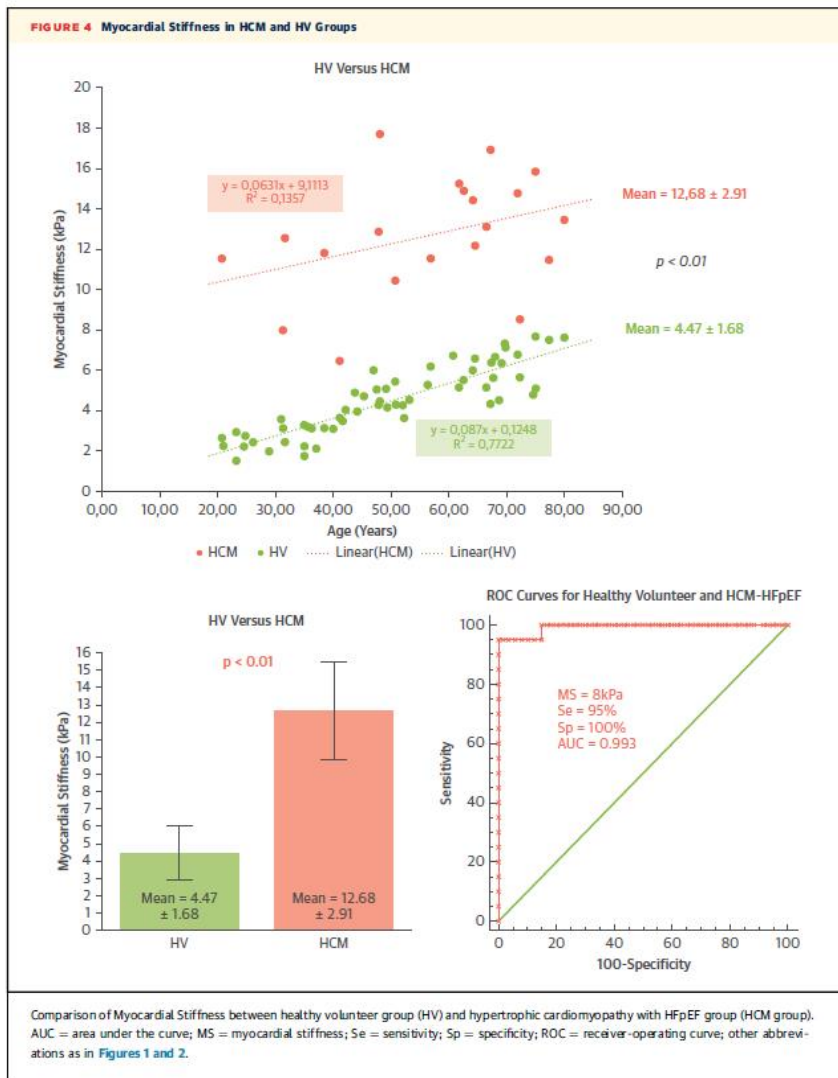 FIGURE 4 Myocardial Stiffness in HCM and HV Groups
HV Versus HCM
20
18
16
14
12
10
8
6
4
2
0
Myocardial Stiffness (kPa)
y = 0,0631x + 9,1113
R² = 0,1357
Mean = 12,68 ± 2.91
p < 0.01
Mean = 4.47 ± 1.68
y = 0,087x + 0,1248
R² = 0,7722
0,00 10,00 20,00 30,00 40,00 50,00 60,00 70,00 80,00 90,00
Age (Years)
HCM HV Linear(HCM) Linear(HV)
HV Versus HCM
p < 0.01
16
15
14
13
12
11
10
9
8
7
6
5
4
3
2
1
0
Myocardial Stiffness (kPa)
Mean = 4.47
± 1.68
Mean = 12.68
± 2.91
HV HCM
ROC Curves for Healthy Volunteer and HCM-HFpEF
100
80
60
40
20
0
Sensitivity
MS = 8kPa
Se = 95%
Sp = 100%
AUC = 0.993
0 20 40 60 80 100
100-Specificity
Comparison of Myocardial Stiffness between healthy volunteer group (HV) and hypertrophic cardiomyopathy with HFpEF group (HCM group).
AUC = area under the curve; MS = myocardial stiffness; Se = sensitivity; Sp = specificity; ROC = receiver-operating curve; other abbrevi-
ations as in Figures 1 and 2.